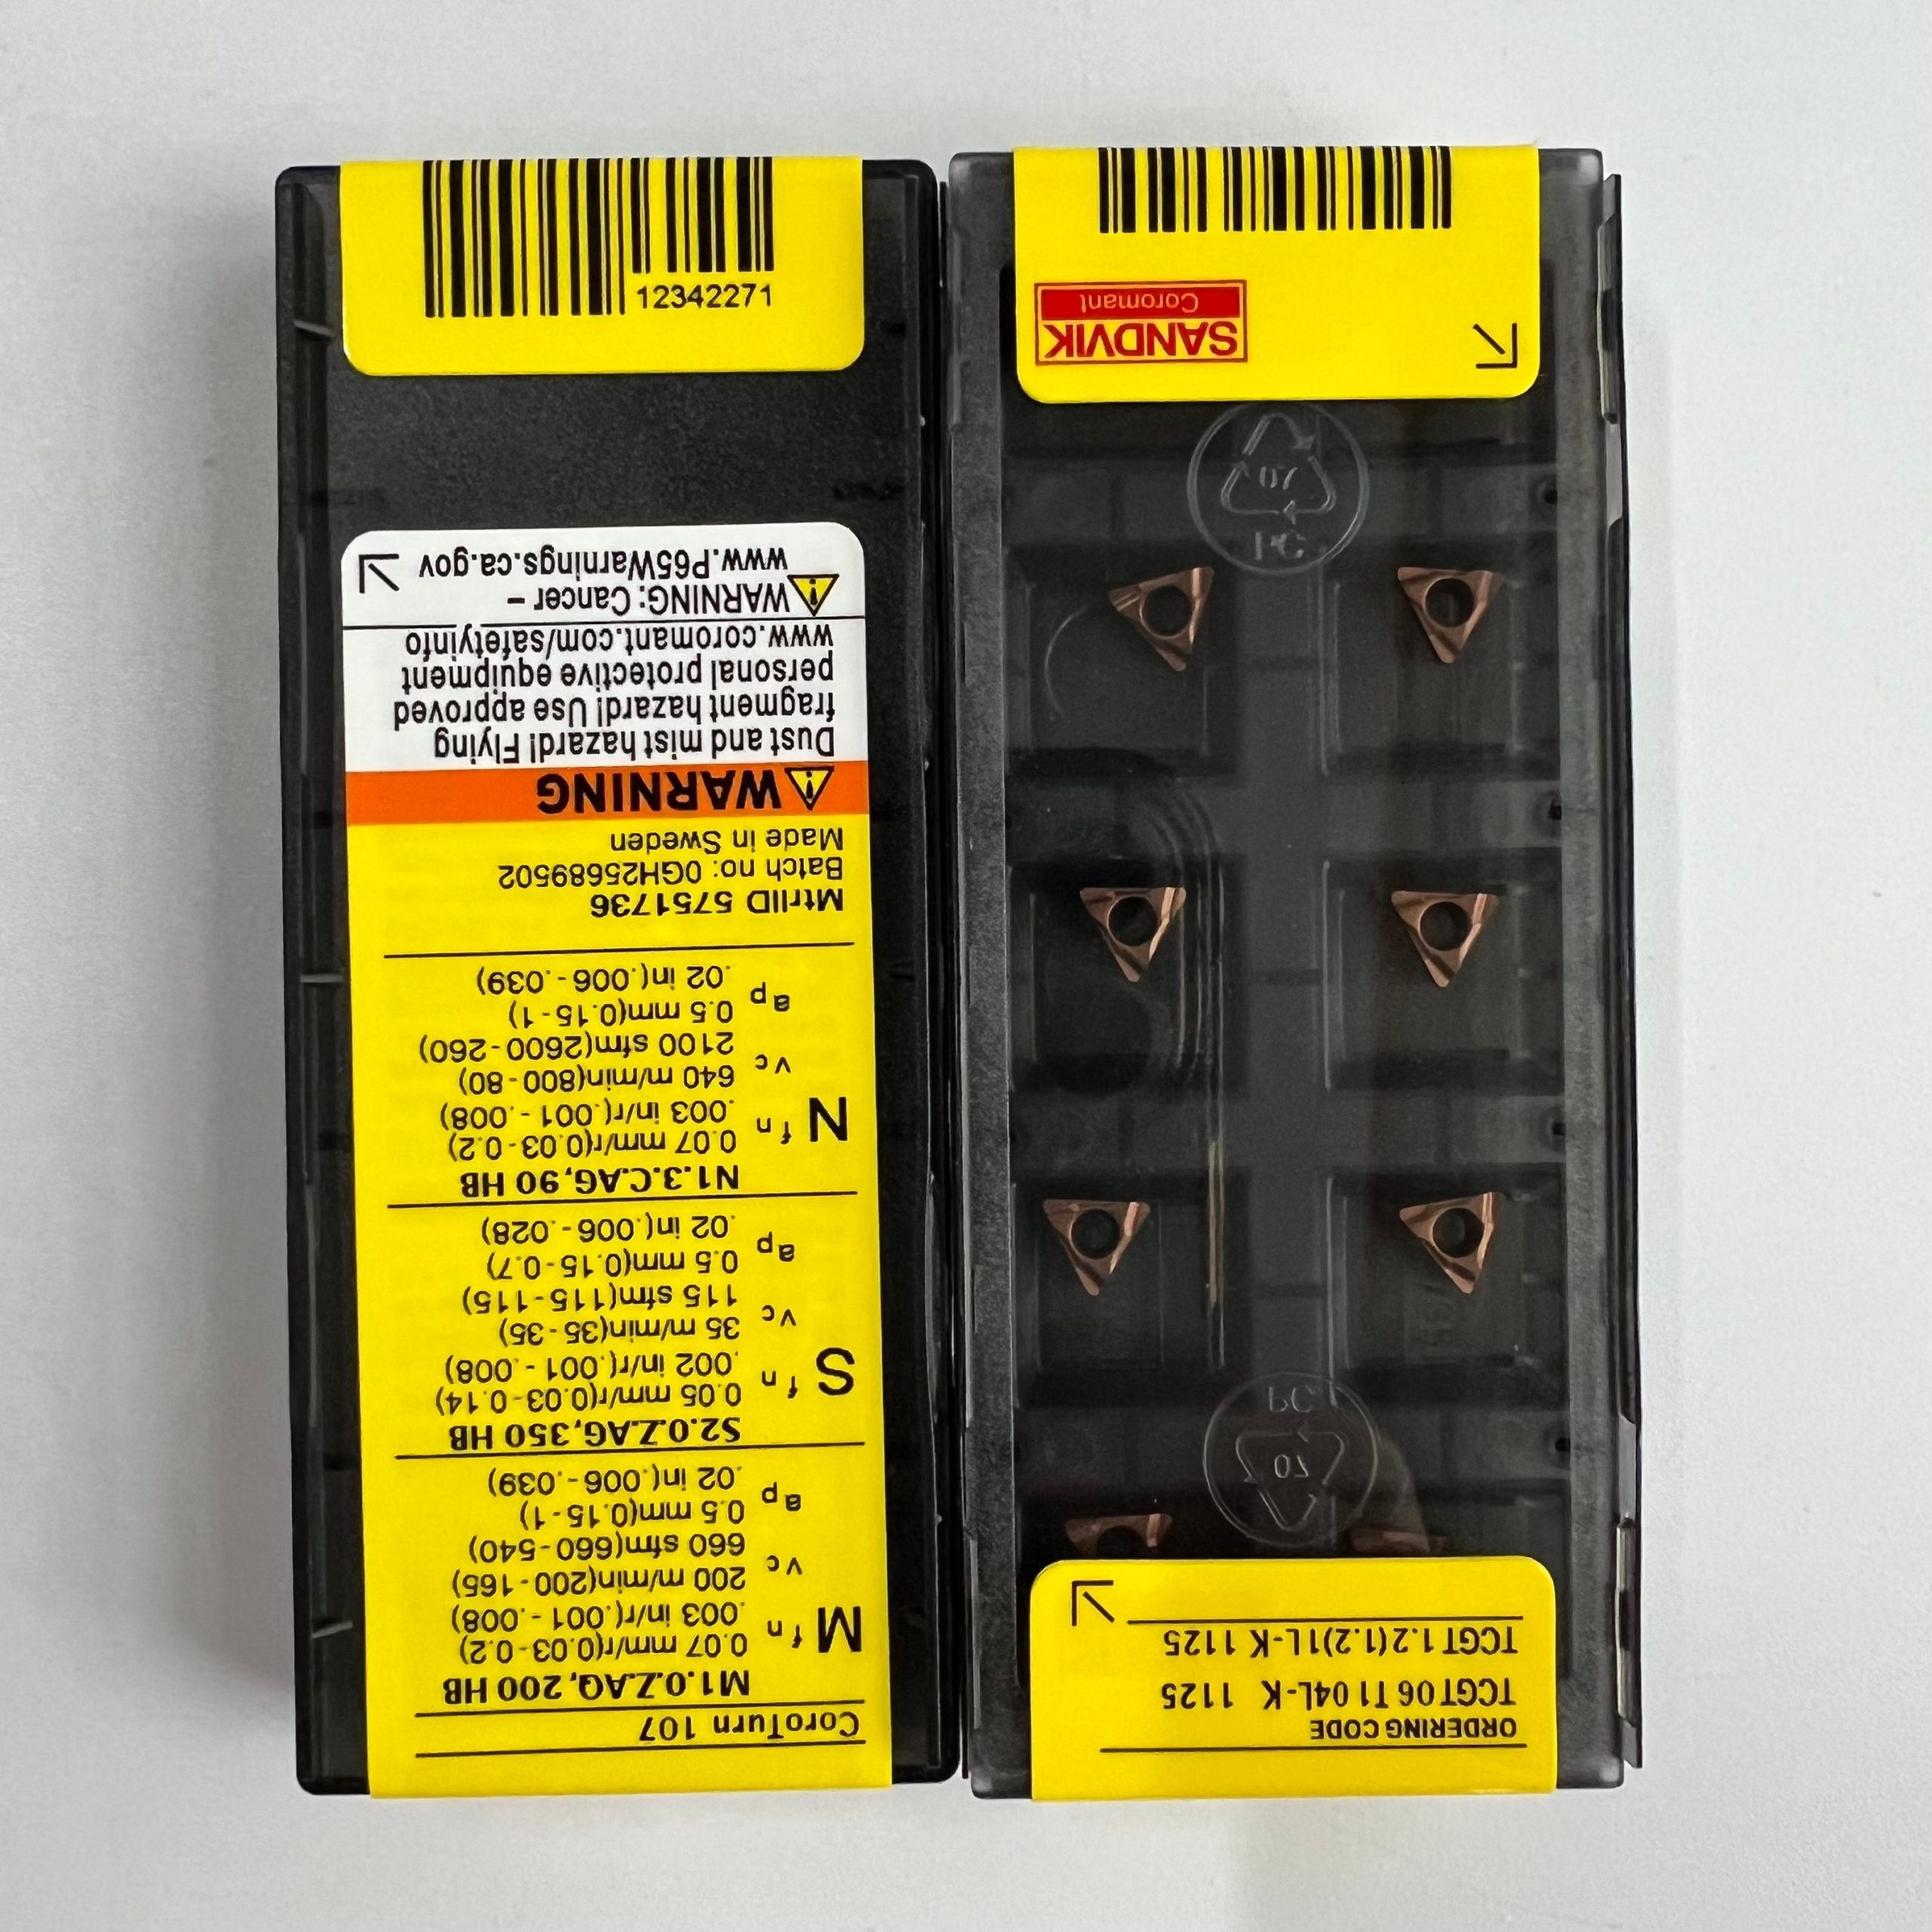 CoroTurn 107
M1.0.Z.AQ, 200 HB
M fn 0.07 mm/r(0.03-0.2)
.003 in/r(.001 - .008)
vc 200 m/min(200-165)
660 sfm(660-540)
ap 0.5 mm(0.15-1)
.02 in(.006-.039)
S2.0.Z.AG,350 HB
S fn 0.05 mm/r(0.03-0.14)
.002 in/r(.001 - .008)
vc 35 m/min(35-35)
115 sfm(115-115)
ap 0.5 mm(0.15-0.7)
.02 in(.006-.028)
N1.3.C.AG,90 HB
N fn 0.07 mm/r(0.03-0.2)
.003 in/r(.001 - .008)
vc 640 m/min(800-80)
2100 sfm(2600-260)
ap 0.5 mm(0.15-1)
.02 in(.006-.039)
MtrlID 5751736
Batch no: 0GH25689502
Made in Sweden
WARNING
Dust and mist hazard! Flying
fragment hazard! Use approved
personal protective equipment
www.coromant.com/safetyinfo
WARNING: Cancer –
www.P65Warnings.ca.gov
12342271
ORDERING CODE
TCGT 06 T1 04L-K 1125
TCGT 1.2(1.2)1L-K 1125
PC
07
07
PC
SANDVIK
Coromant